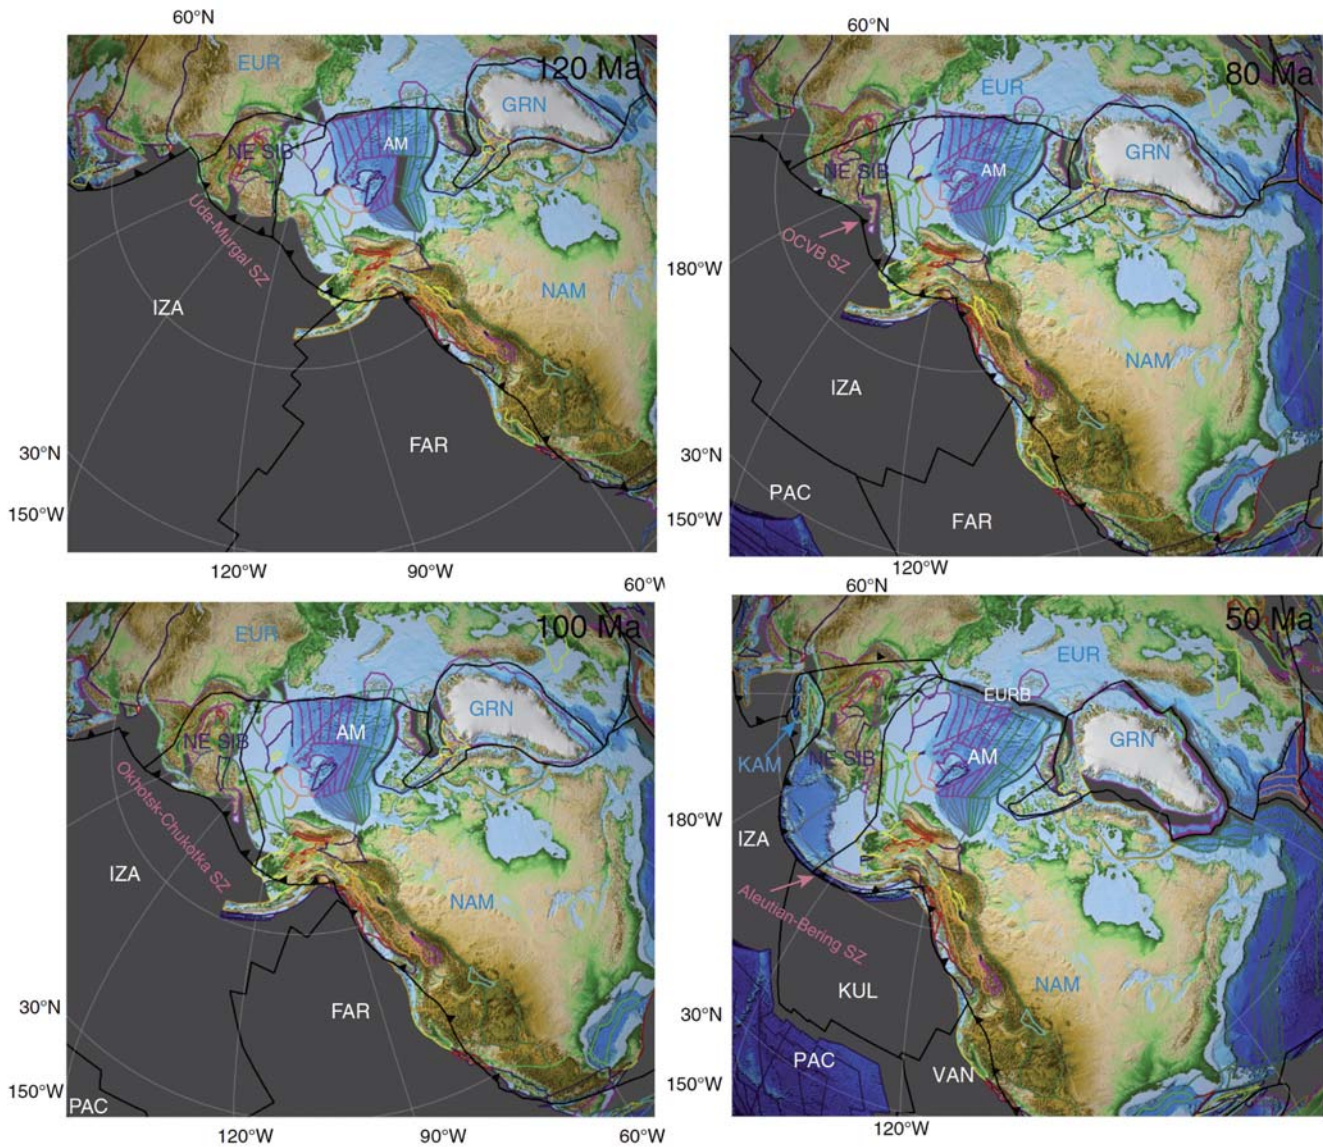 60°N
120 Ma
EUR
GRN
AM
NE SIB
Uda-Murgal SZ
NAM
IZA
FAR
30°N
150°W
120°W
90°W
60°W
60°N
80 Ma
EUR
GRN
NE SIB
AM
OCVB SZ
180°W
NAM
IZA
30°N
PAC
150°W
FAR
120°W
100 Ma
EUR
GRN
AM
NE SIB
Okhotsk-Chukotka SZ
IZA
NAM
30°N
FAR
150°W
PAC
120°W
90°W
60°W
60°N
50 Ma
EUR
EURB
GRN
KAM
NE SIB
AM
180°W
IZA
Aleutian-Bering SZ
KUL
NAM
30°N
PAC
VAN
150°W
120°W